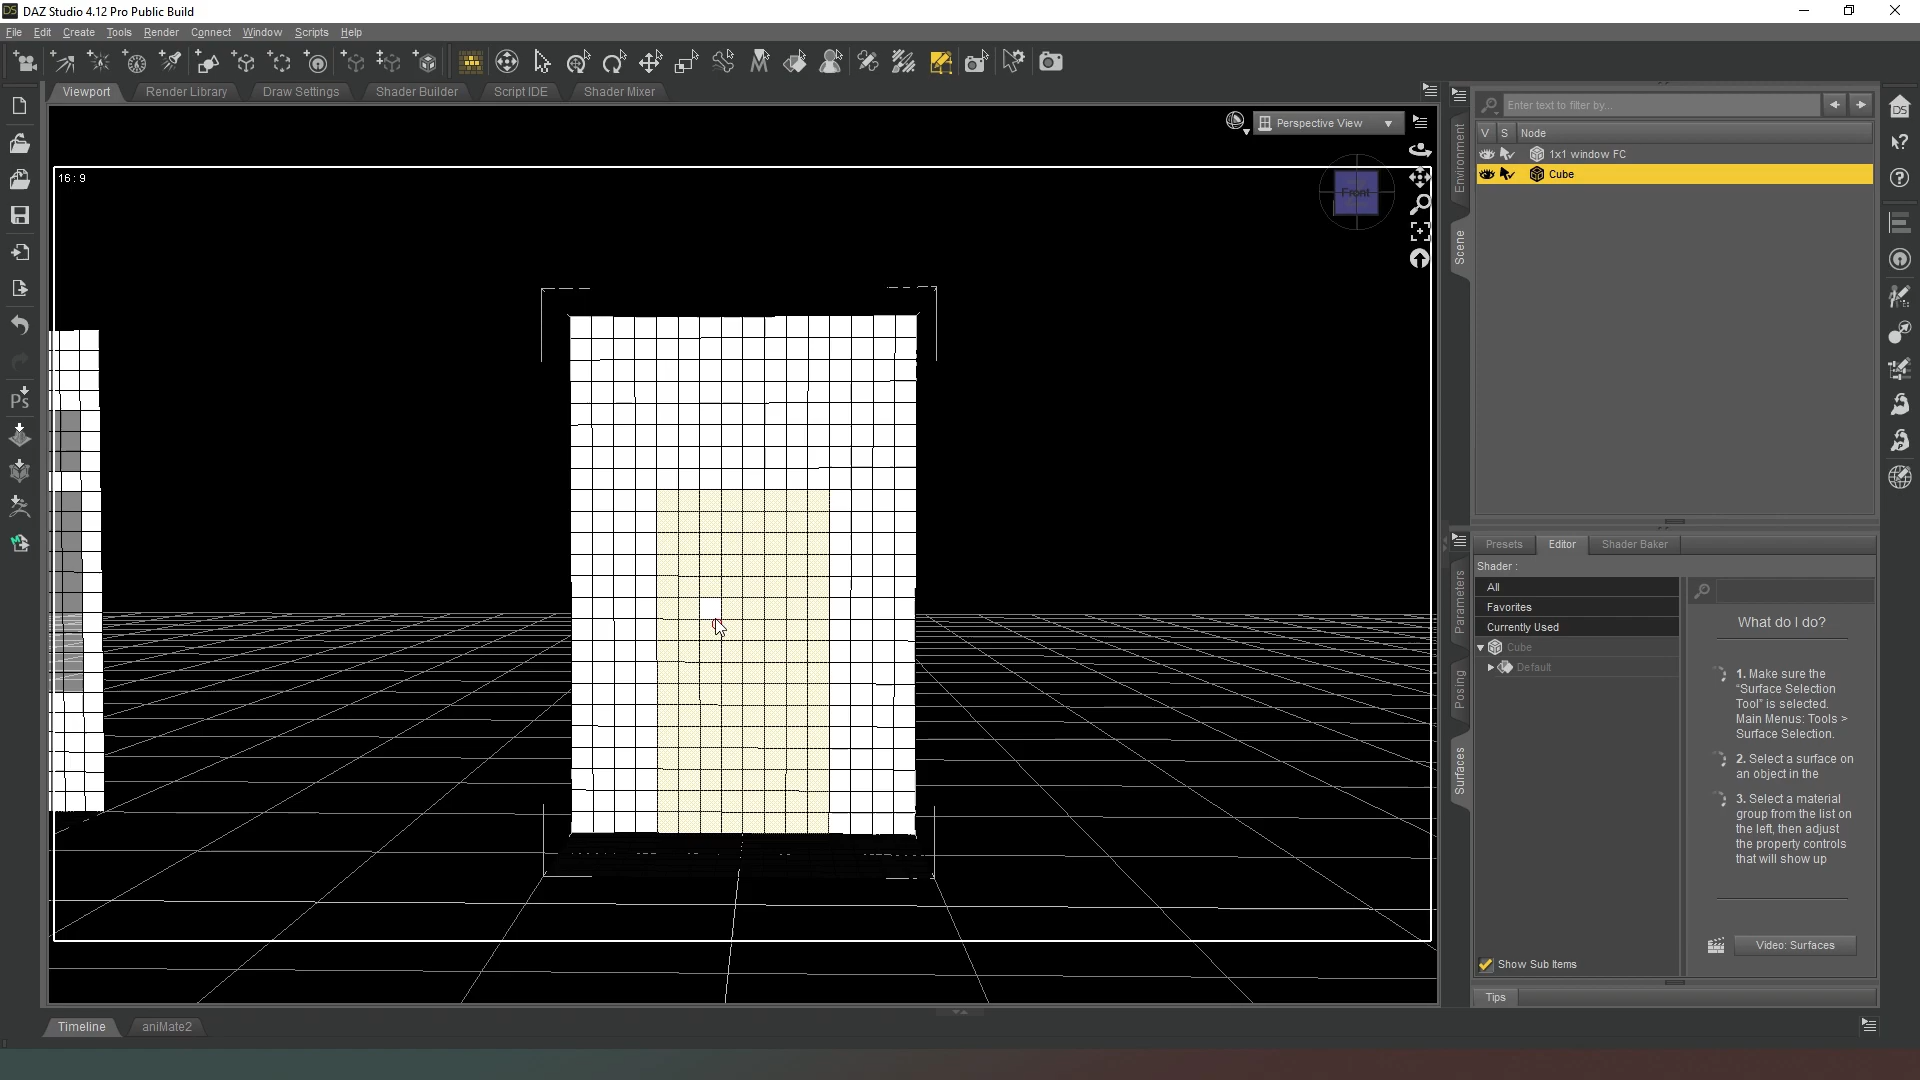 DAZ Studio 4.12 Pro Public Build
File Edit Create Tools Render Connect Window Scripts Help
Viewport Render Library Draw Settings Shader Builder Script IDE Shader Mixer
16 : 9
Perspective View
Front
Enter text to filter by...
V S Node
1x1 window FC
Cube
Environment
Scene
Presets Editor Shader Baker
Shader :
All
Favorites
Currently Used
Cube
Default
What do I do?
1. Make sure the
"Surface Selection
Tool" is selected.
Main Menus: Tools >
Surface Selection.
2. Select a surface on
an object in the
3. Select a material
group from the list on
the left, then adjust
the property controls
that will show up
Video: Surfaces
Show Sub Items
Tips
Parameters
Posing
Surfaces
Timeline aniMate2
Ps
DS